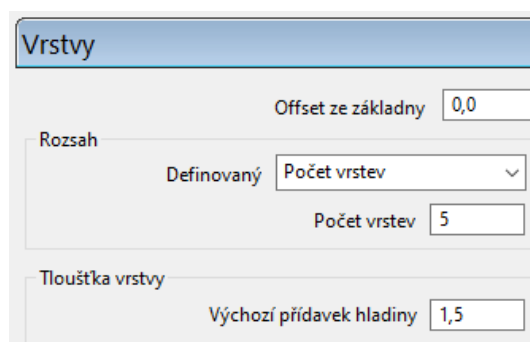 Vrstvy
Offset ze základny 0,0
Rozsah
Definovaný Počet vrstev
Počet vrstev 5
Tloušťka vrstvy
Výchozí přídavek hladiny 1,5